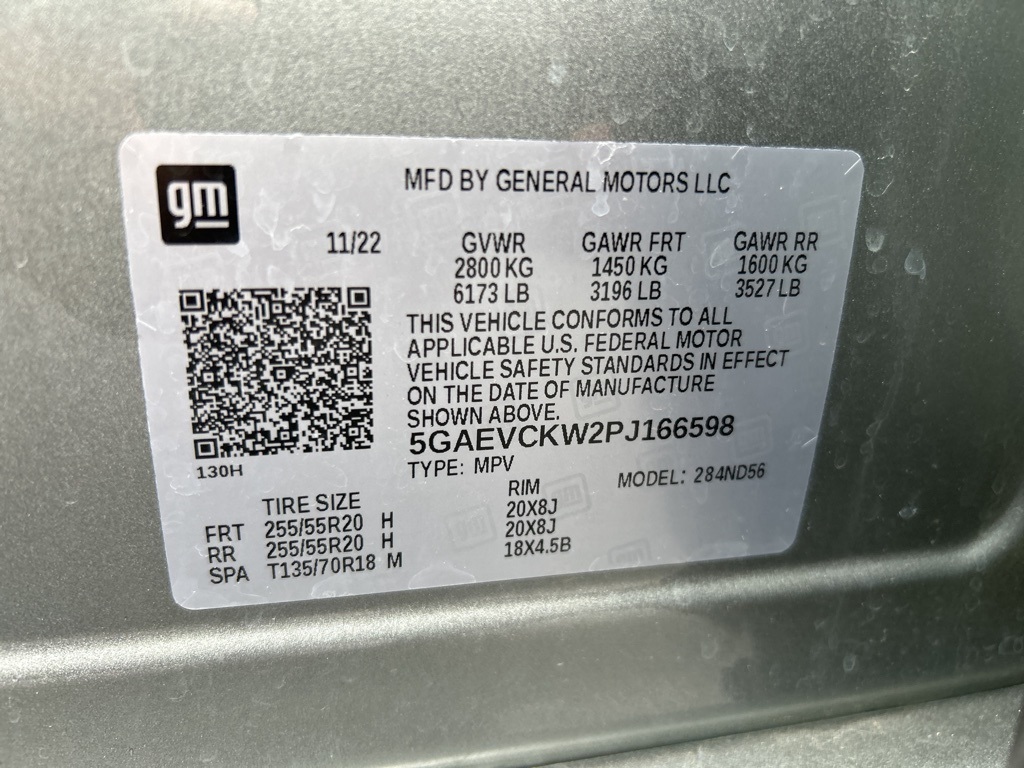 gm
MFD BY GENERAL MOTORS LLC
11/22 GVWR GAWR FRT GAWR RR
2800 KG 1450 KG 1600 KG
6173 LB 3196 LB 3527 LB
THIS VEHICLE CONFORMS TO ALL
APPLICABLE U.S. FEDERAL MOTOR
VEHICLE SAFETY STANDARDS IN EFFECT
ON THE DATE OF MANUFACTURE
SHOWN ABOVE.
5GAEVCKW2PJ166598
130H
TYPE: MPV MODEL: 284ND56
TIRE SIZE RIM
FRT 255/55R20 H 20X8J
RR 255/55R20 H 20X8J
SPA T135/70R18 M 18X4.5B